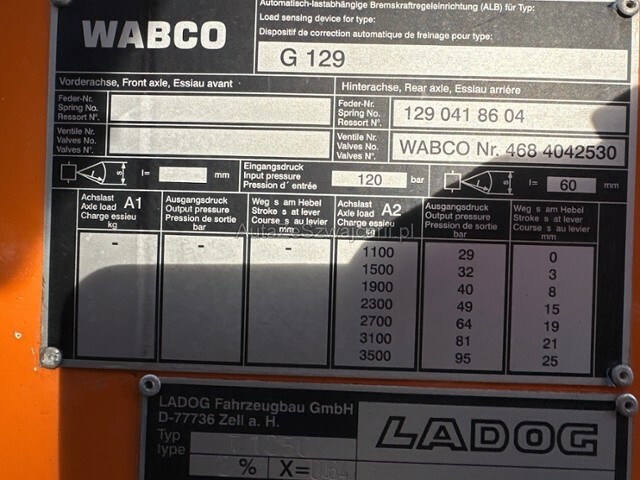 WABCO
Automatisch-lastabhängige Bremskraftregeleinrichtung (ALB) für Typ:
Load sensing device for type:
Dispositif de correction automatique de freinage pour type:
G 129
Vorderachse, Front axle, Essiau avant
Feder-Nr.
Spring No.
Ressort N°.
Ventile Nr.
Valves No.
Valves N°.
Hinterachse, Rear axle, Essiau arriére
Feder-Nr.
Spring No.
Ressort N°.
129 041 86 04
Ventile Nr.
Valves No.
Valves N°.
WABCO Nr. 468 4042530
L S l= mm
Eingangsdruck
Input pressure
Pression d´ entrée
120 bar
L S l= 60 mm
Achslast A1
Axle load
Charge essieu
kg
Ausgangsdruck
Output pressure
Pression de sortie
bar
Weg s am Hebel
Stroke s at lever
Course s au levier
mm
Achslast A2
Axle load
Charge essieu
kg
Ausgangsdruck
Output pressure
Pression de sortie
bar
Weg s am Hebel
Stroke s at lever
Course s au levier
mm
- - -
1100 29 0
1500 32 3
1900 40 8
2300 49 15
2700 64 19
3100 81 21
3500 95 25
LADOG Fahrzeugbau GmbH
D-77736 Zell a. H.
Typ
type
LADOG
% X=